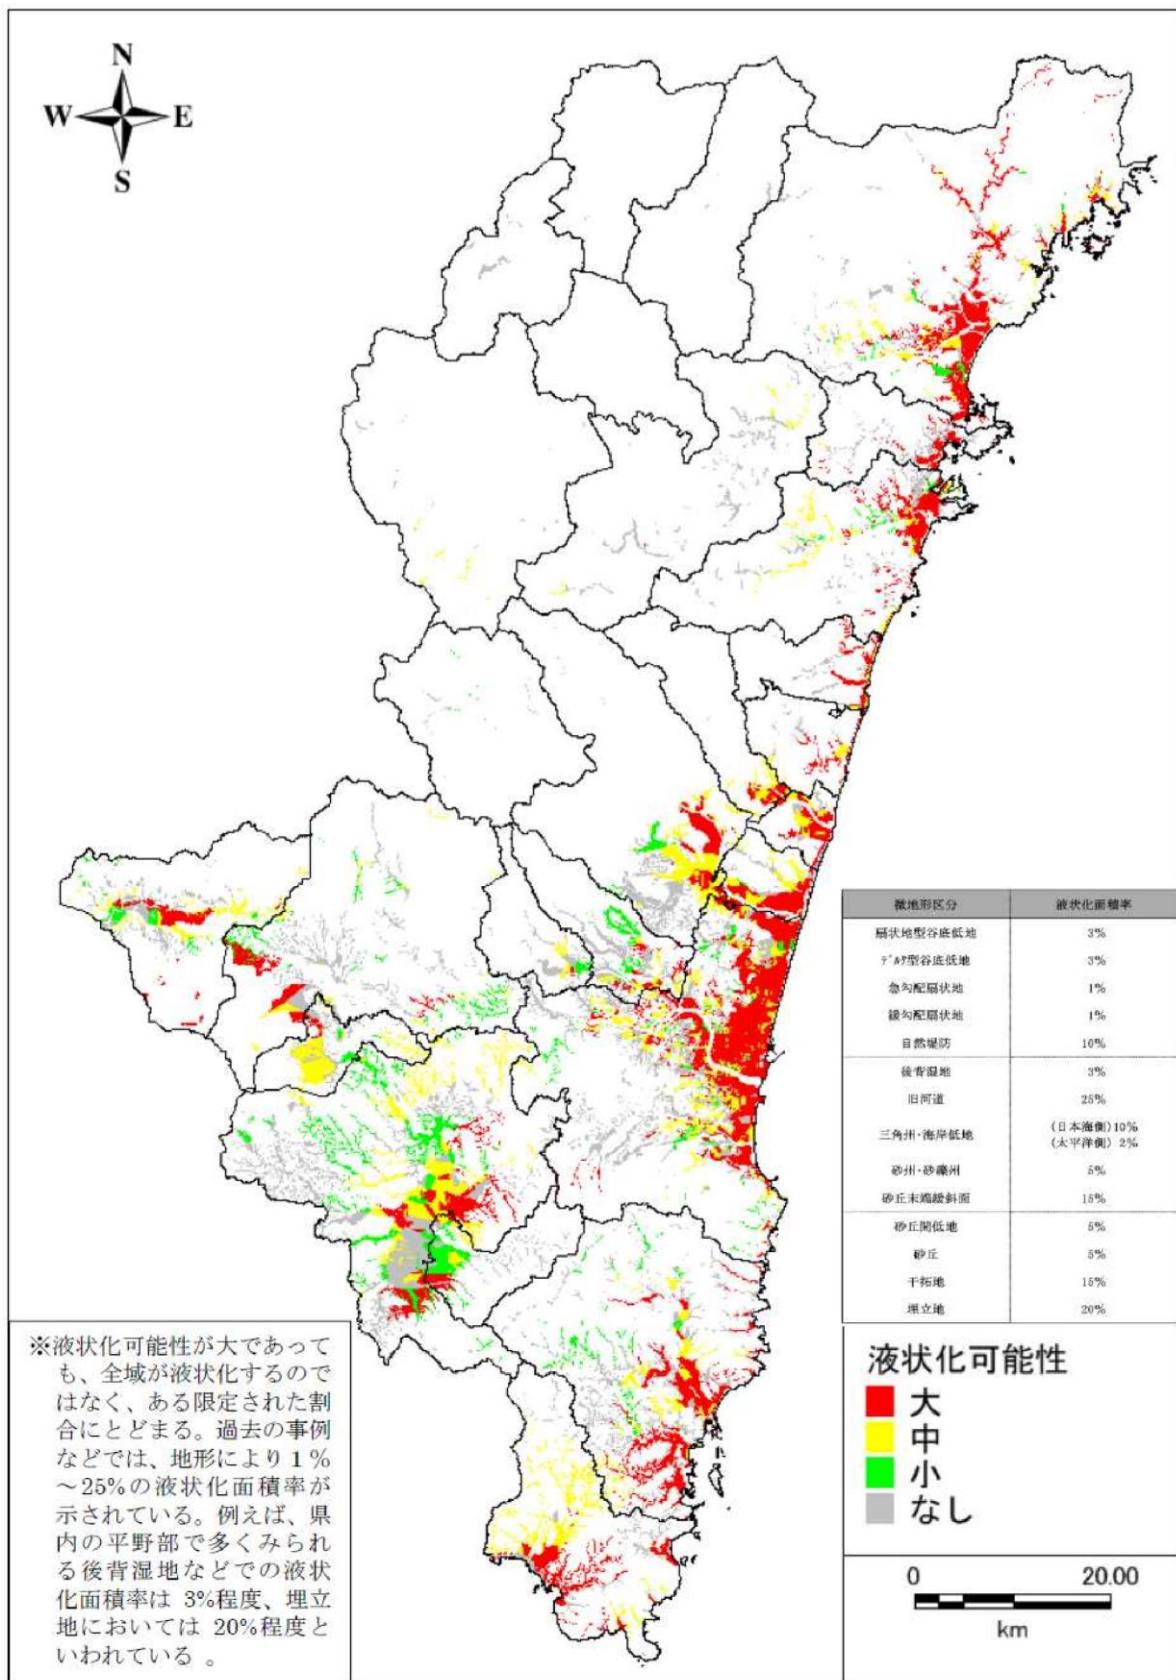 N
W
E
S
微地形区分 液状化面積率
扇状地型谷底低地 3%
デルタ型谷底低地 3%
急勾配扇状地 1%
緩勾配扇状地 1%
自然堤防 10%
後背湿地 3%
旧河道 25%
三角州・海岸低地 (日本海側)10%
(太平洋側) 2%
砂州・砂礫州 5%
砂丘末端緩斜面 15%
砂丘間低地 5%
砂丘 5%
干拓地 15%
埋立地 20%
※液状化可能性が大であって
も、全域が液状化するのでは
はなく、ある限定された割
合にとどまる。過去の事例
などでは、地形により1%
~25%の液状化面積率が
示されている。例えば、県
内の平野部で多くみられ
る後背湿地などでの液状
化面積率は 3%程度、埋立
地においては 20%程度と
いわれている 。
液状化可能性
大
中
小
なし
0 20.00
km